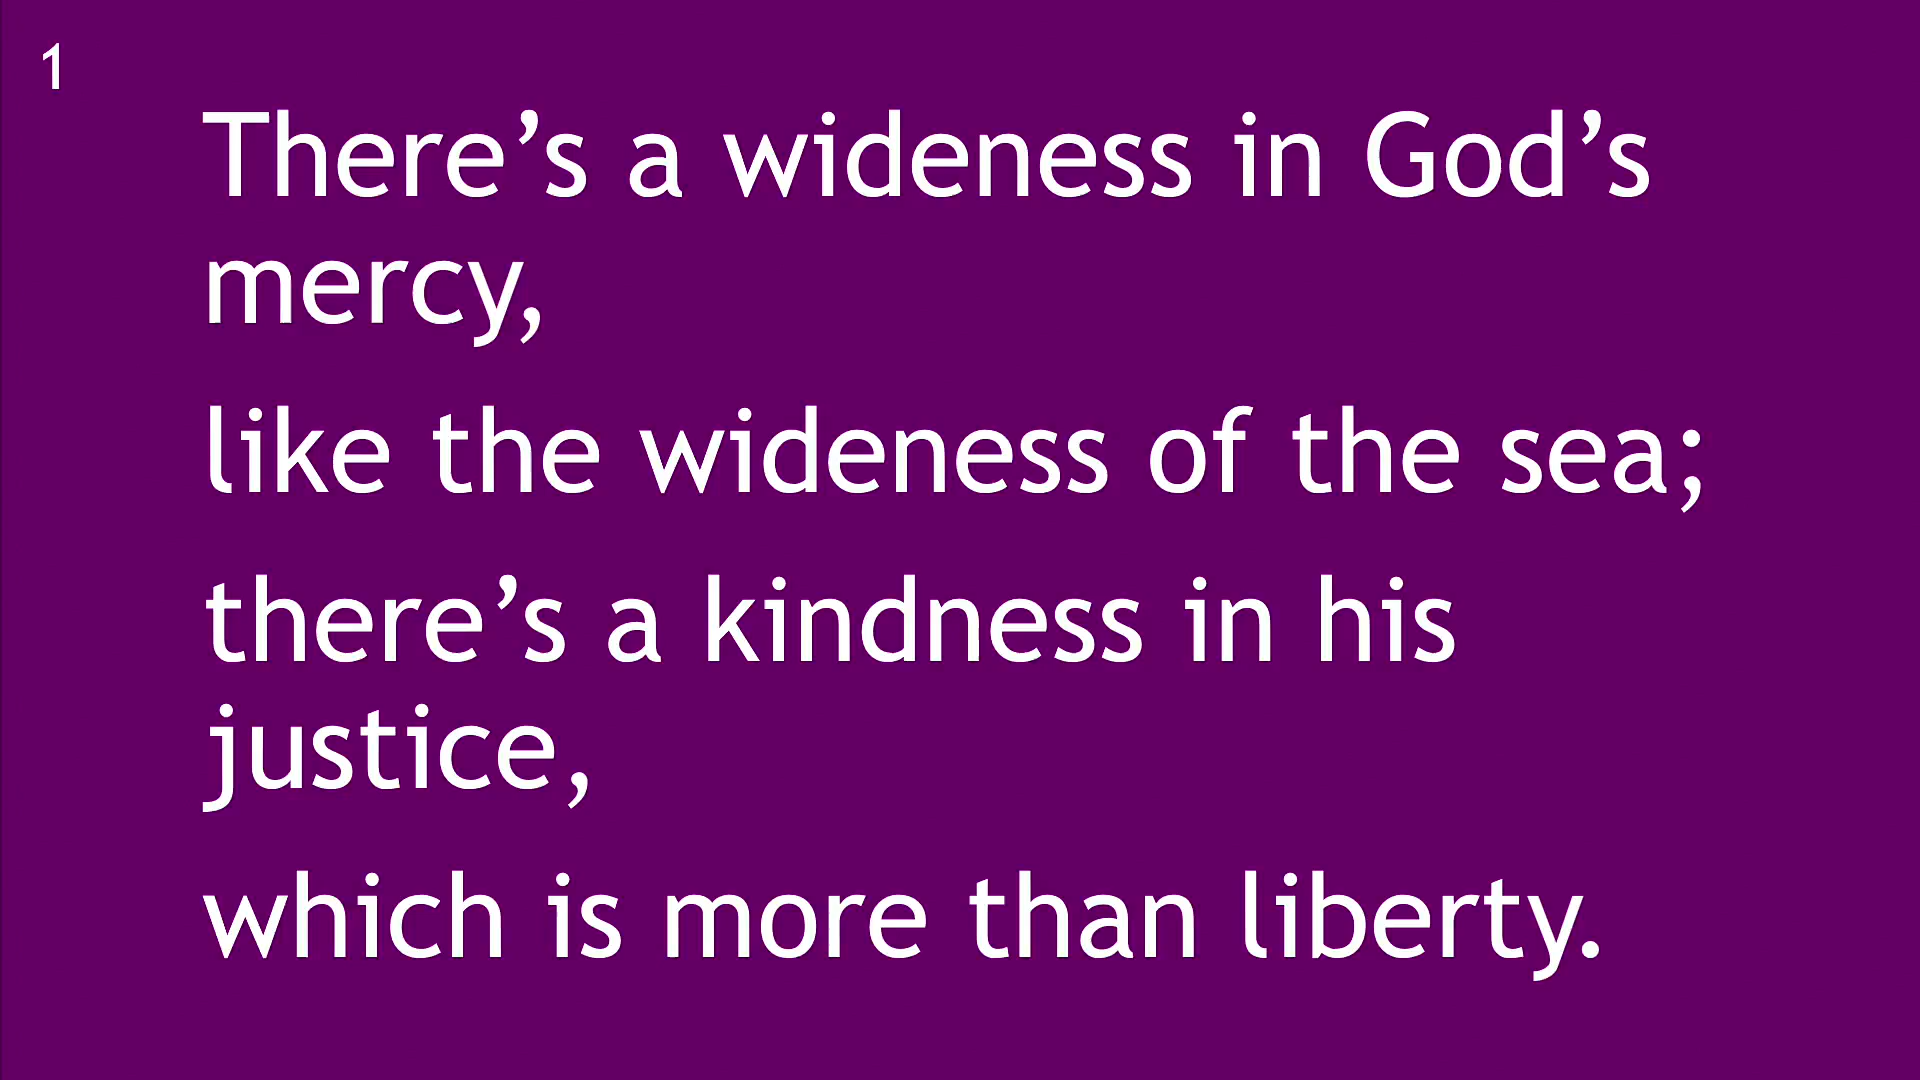 1
There’s a wideness in God’s
mercy,
like the wideness of the sea;
there’s a kindness in his
justice,
which is more than liberty.